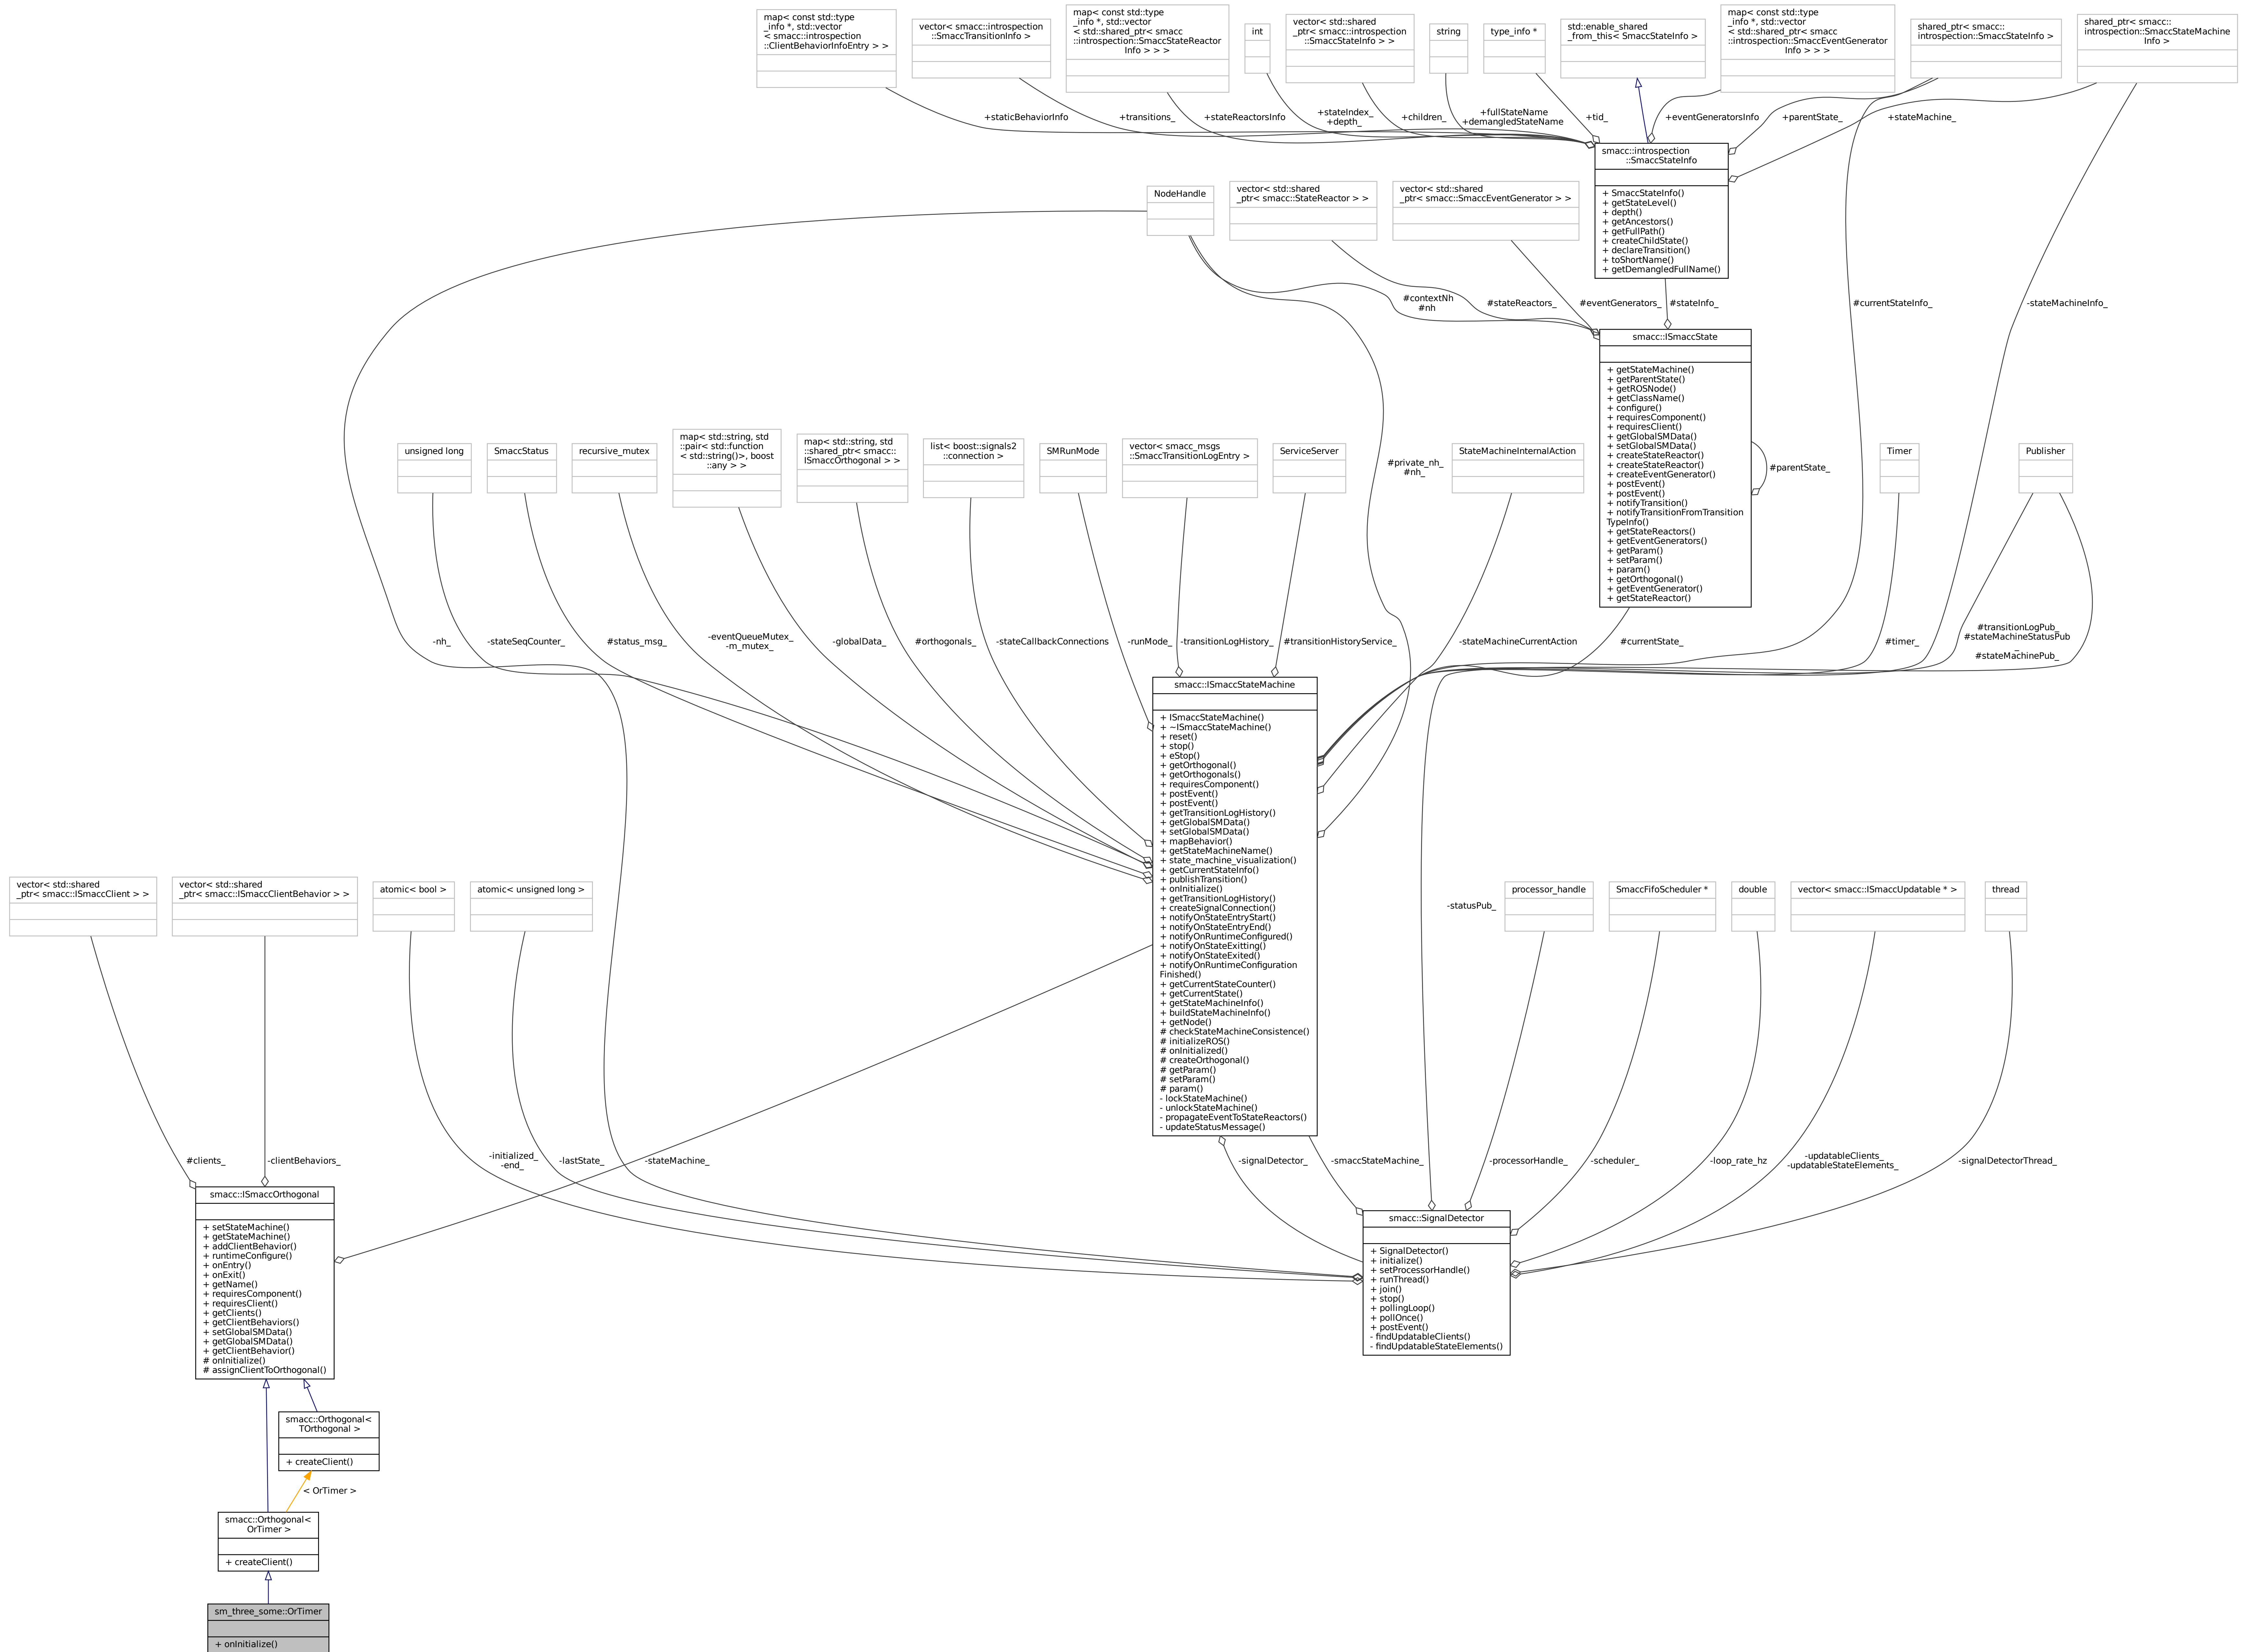 map< const std::type
_info *, std::vector
< smacc::introspection
::ClientBehaviorInfoEntry > >
vector< smacc::introspection
::SmaccTransitionInfo >
map< const std::type
_info *, std::vector
< std::shared_ptr< smacc
::introspection::SmaccStateReactor
Info > > >
int
vector< std::shared
_ptr< smacc::introspection
::SmaccStateInfo > >
string
type_info *
std::enable_shared
_from_this< SmaccStateInfo >
map< const std::type
_info *, std::vector
< std::shared_ptr< smacc
::introspection::SmaccEventGenerator
Info > > >
shared_ptr< smacc::
introspection::SmaccStateInfo >
shared_ptr< smacc::
introspection::SmaccStateMachine
Info >
+staticBehaviorInfo
+transitions_
+stateReactorsInfo
+stateIndex_
+depth_
+children_
+fullStateName
+demangledStateName
+tid_
+eventGeneratorsInfo
+parentState_
+stateMachine_
smacc::introspection
::SmaccStateInfo
+ SmaccStateInfo()
+ getStateLevel()
+ depth()
+ getAncestors()
+ getFullPath()
+ createChildState()
+ declareTransition()
+ toShortName()
+ getDemangledFullName()
NodeHandle
vector< std::shared
_ptr< smacc::StateReactor > >
vector< std::shared
_ptr< smacc::SmaccEventGenerator > >
#contextNh
#nh
#stateReactors_
#eventGenerators_
#stateInfo_
#currentStateInfo_
-stateMachineInfo_
smacc::ISmaccState
+ getStateMachine()
+ getParentState()
+ getROSNode()
+ getClassName()
+ configure()
+ requiresComponent()
+ requiresClient()
+ getGlobalSMData()
+ setGlobalSMData()
+ createStateReactor()
+ createStateReactor()
+ createEventGenerator()
+ postEvent()
+ postEvent()
+ notifyTransition()
+ notifyTransitionFromTransition
TypeInfo()
+ getStateReactors()
+ getEventGenerators()
+ getParam()
+ setParam()
+ param()
+ getOrthogonal()
+ getEventGenerator()
+ getStateReactor()
#parentState_
unsigned long
SmaccStatus
recursive_mutex
map< std::string, std
::pair< std::function
< std::string()>, boost
::any > >
map< std::string, std
::shared_ptr< smacc::
ISmaccOrthogonal > >
list< boost::signals2
::connection >
SMRunMode
vector< smacc_msgs
::SmaccTransitionLogEntry >
ServiceServer
#private_nh_
#nh_
StateMachineInternalAction
Timer
Publisher
-nh_
-stateSeqCounter_
#status_msg_
-eventQueueMutex_
-m_mutex_
-globalData_
#orthogonals_
-stateCallbackConnections
-runMode_
-transitionLogHistory_
#transitionHistoryService_
-stateMachineCurrentAction
#currentState_
#timer_
#transitionLogPub_
#stateMachineStatusPub
_
#stateMachinePub_
smacc::ISmaccStateMachine
+ ISmaccStateMachine()
+ ~ISmaccStateMachine()
+ reset()
+ stop()
+ eStop()
+ getOrthogonal()
+ getOrthogonals()
+ requiresComponent()
+ postEvent()
+ postEvent()
+ getTransitionLogHistory()
+ getGlobalSMData()
+ setGlobalSMData()
+ mapBehavior()
+ getStateMachineName()
+ state_machine_visualization()
+ getCurrentStateInfo()
+ publishTransition()
+ onInitialize()
+ getTransitionLogHistory()
+ createSignalConnection()
+ notifyOnStateEntryStart()
+ notifyOnStateEntryEnd()
+ notifyOnRuntimeConfigured()
+ notifyOnStateExitting()
+ notifyOnStateExited()
+ notifyOnRuntimeConfiguration
Finished()
+ getCurrentStateCounter()
+ getCurrentState()
+ getStateMachineInfo()
+ buildStateMachineInfo()
+ getNode()
# checkStateMachineConsistence()
# initializeROS()
# onInitialized()
# createOrthogonal()
# getParam()
# setParam()
# param()
- lockStateMachine()
- unlockStateMachine()
- propagateEventToStateReactors()
- updateStatusMessage()
vector< std::shared
_ptr< smacc::ISmaccClient > >
vector< std::shared
_ptr< smacc::ISmaccClientBehavior > >
atomic< bool >
atomic< unsigned long >
-statusPub_
processor_handle
SmaccFifoScheduler *
double
vector< smacc::ISmaccUpdatable * >
thread
#clients_
-clientBehaviors_
-initialized_
-end_
-lastState_
-stateMachine_
-signalDetector_
-smaccStateMachine_
-processorHandle_
-scheduler_
-loop_rate_hz
-updatableClients_
-updatableStateElements_
-signalDetectorThread_
smacc::ISmaccOrthogonal
+ setStateMachine()
+ getStateMachine()
+ addClientBehavior()
+ runtimeConfigure()
+ onEntry()
+ onExit()
+ getName()
+ requiresComponent()
+ requiresClient()
+ getClients()
+ getClientBehaviors()
+ setGlobalSMData()
+ getGlobalSMData()
+ getClientBehavior()
# onInitialize()
# assignClientToOrthogonal()
smacc::SignalDetector
+ SignalDetector()
+ initialize()
+ setProcessorHandle()
+ runThread()
+ join()
+ stop()
+ pollingLoop()
+ pollOnce()
+ postEvent()
- findUpdatableClients()
- findUpdatableStateElements()
smacc::Orthogonal<
TOrthogonal >
+ createClient()
< OrTimer >
smacc::Orthogonal<
OrTimer >
+ createClient()
sm_three_some::OrTimer
+ onInitialize()